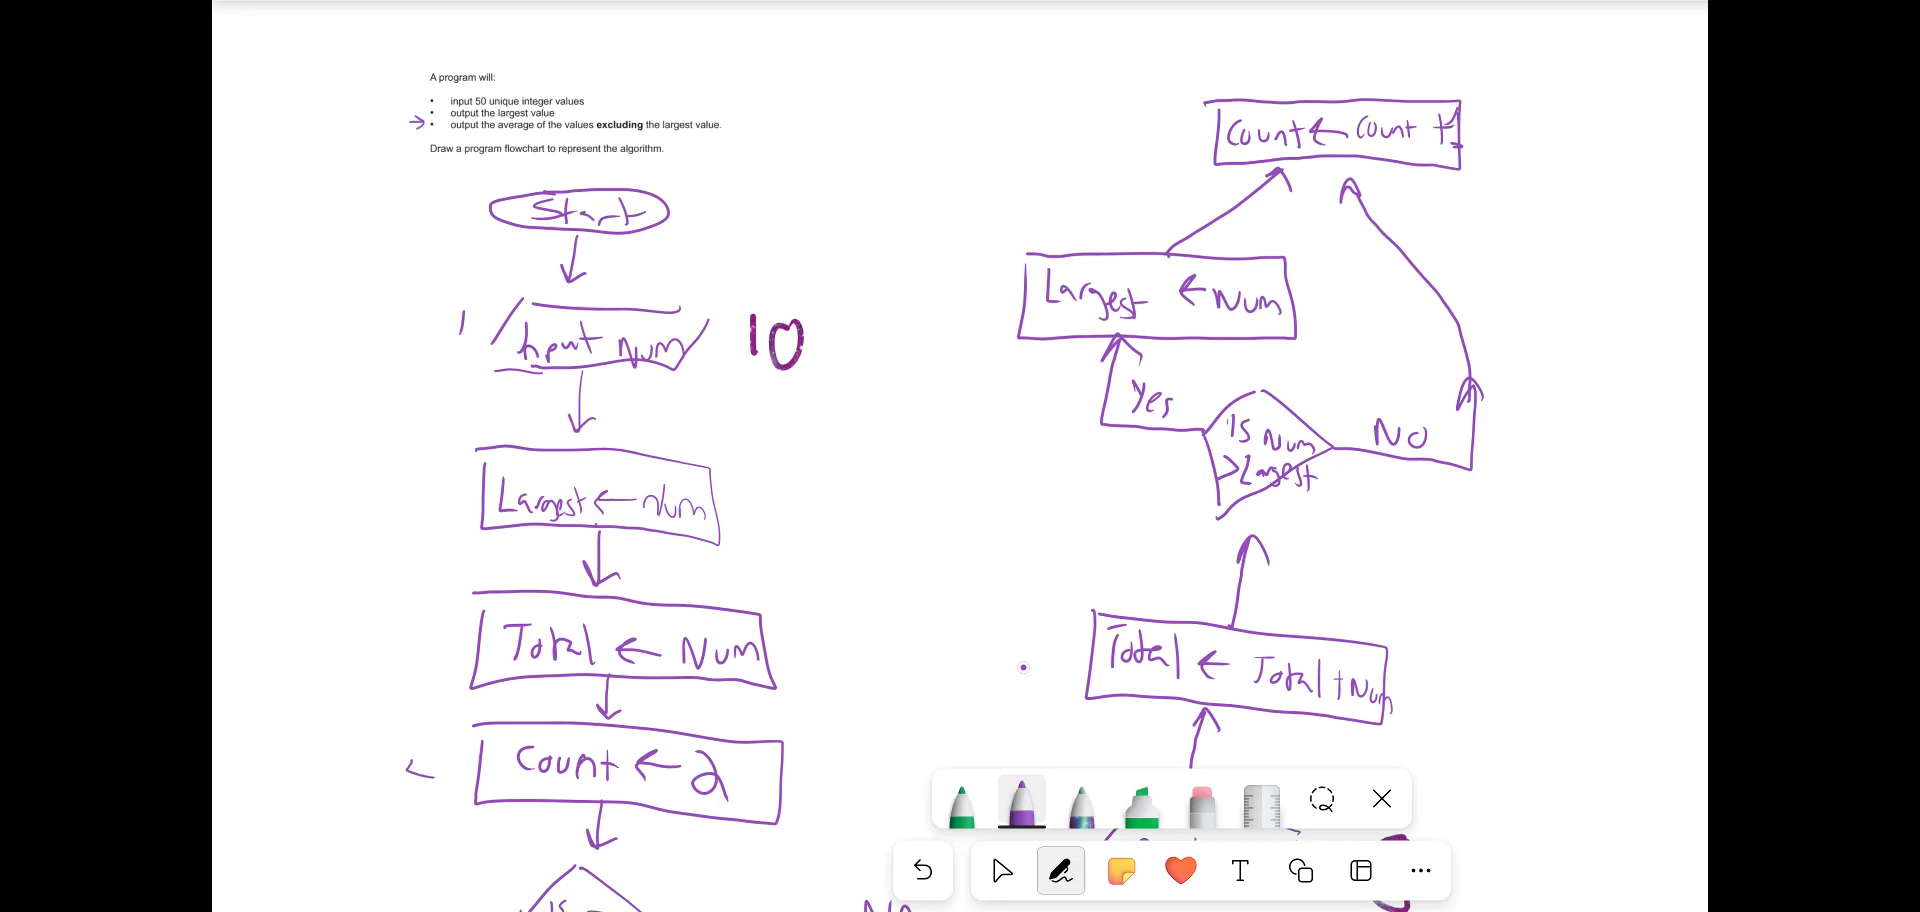 A program will:
• input 50 unique integer values
• output the largest value
• output the average of the values excluding the largest value.
Draw a program flowchart to represent the algorithm.
Start
Input Num
10
Largest ← Num
Total ← Num
Count ← 2
Is
No
Count ← Count + 1
Largest ← Num
Yes
Is Num
> Largest
No
Total ← Total + Num
T